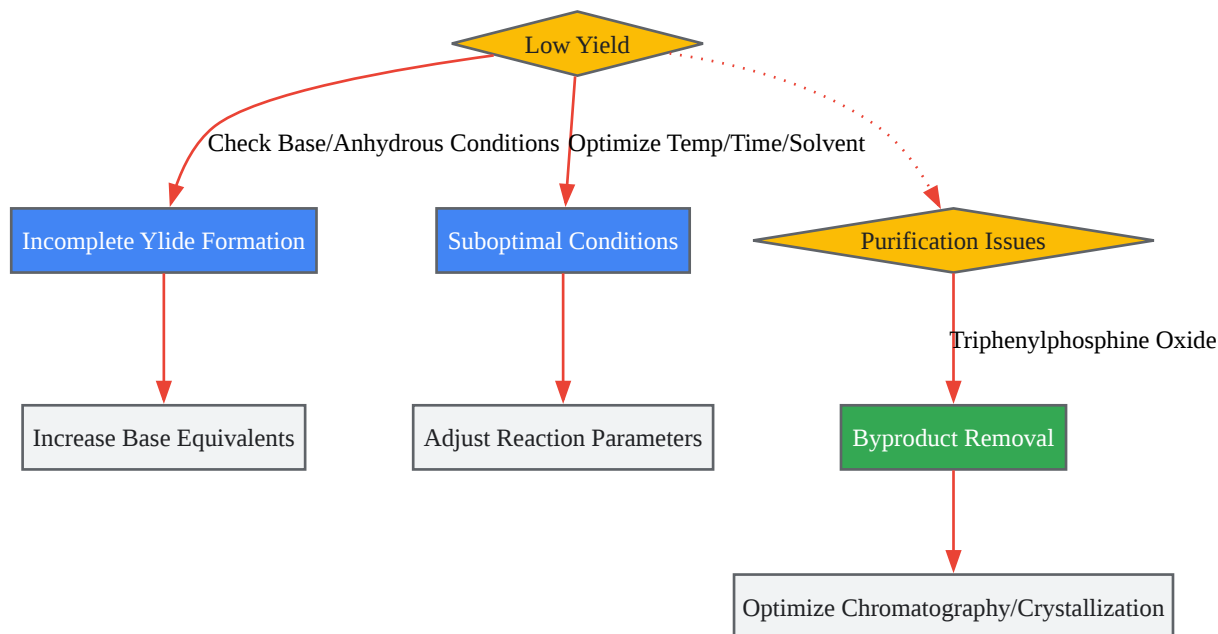 Low Yield
Check Base/Anhydrous Conditions
Optimize Temp/Time/Solvent
Incomplete Ylide Formation
Suboptimal Conditions
Purification Issues
Triphenylphosphine Oxide
Increase Base Equivalents
Adjust Reaction Parameters
Byproduct Removal
Optimize Chromatography/Crystallization